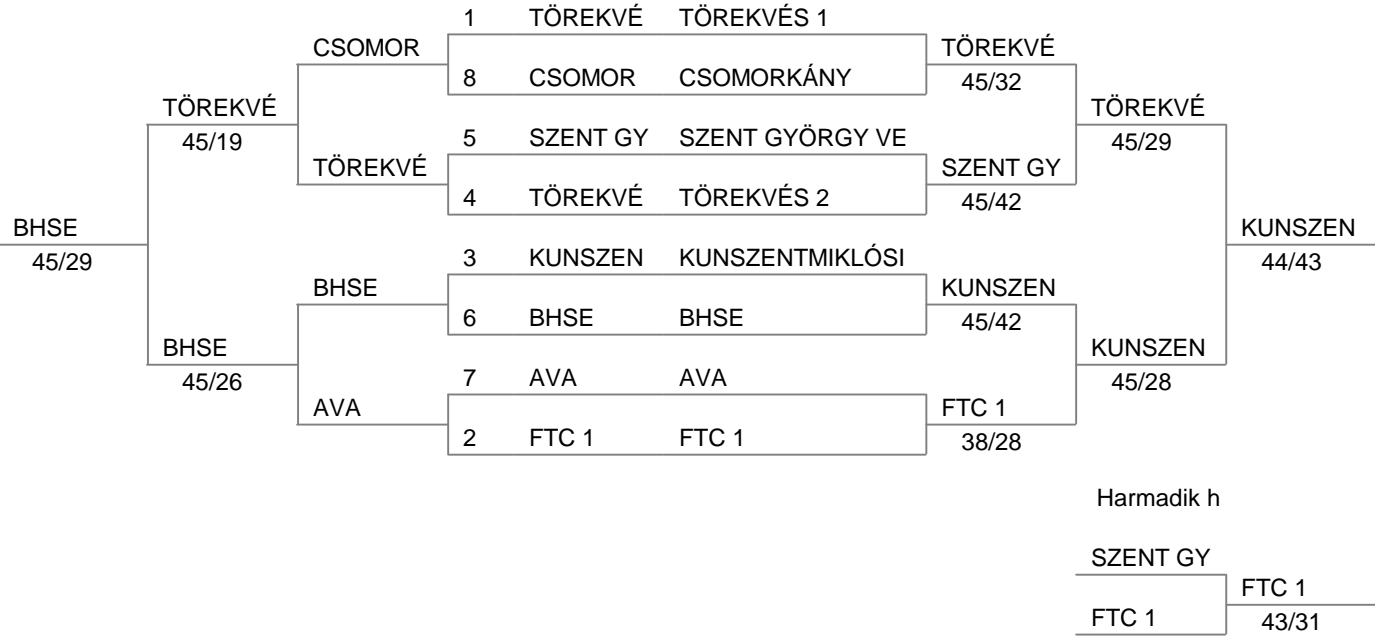 1 TÖREKVÉ TÖREKVÉS 1
CSOMOR TÖREKVÉ
8 CSOMOR CSOMORKÁNY 45/32
TÖREKVÉ TÖREKVÉ
45/19 5 SZENT GY SZENT GYÖRGY VE 45/29
TÖREKVÉ SZENT GY
4 TÖREKVÉ TÖREKVÉS 2 45/42
BHSE KUNSZEN
45/29 3 KUNSZEN KUNSZENTMIKLÓSI 44/43
BHSE KUNSZEN
6 BHSE BHSE 45/42
BHSE KUNSZEN
45/26 7 AVA AVA 45/28
AVA FTC 1
2 FTC 1 FTC 1 38/28
Harmadik h
SZENT GY
FTC 1
FTC 1 43/31